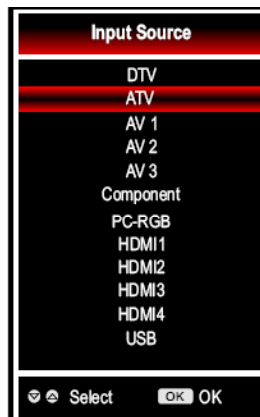 Input Source
DTV
ATV
AV 1
AV 2
AV 3
Component
PC-RGB
HDMI1
HDMI2
HDMI3
HDMI4
USB
Select OK OK